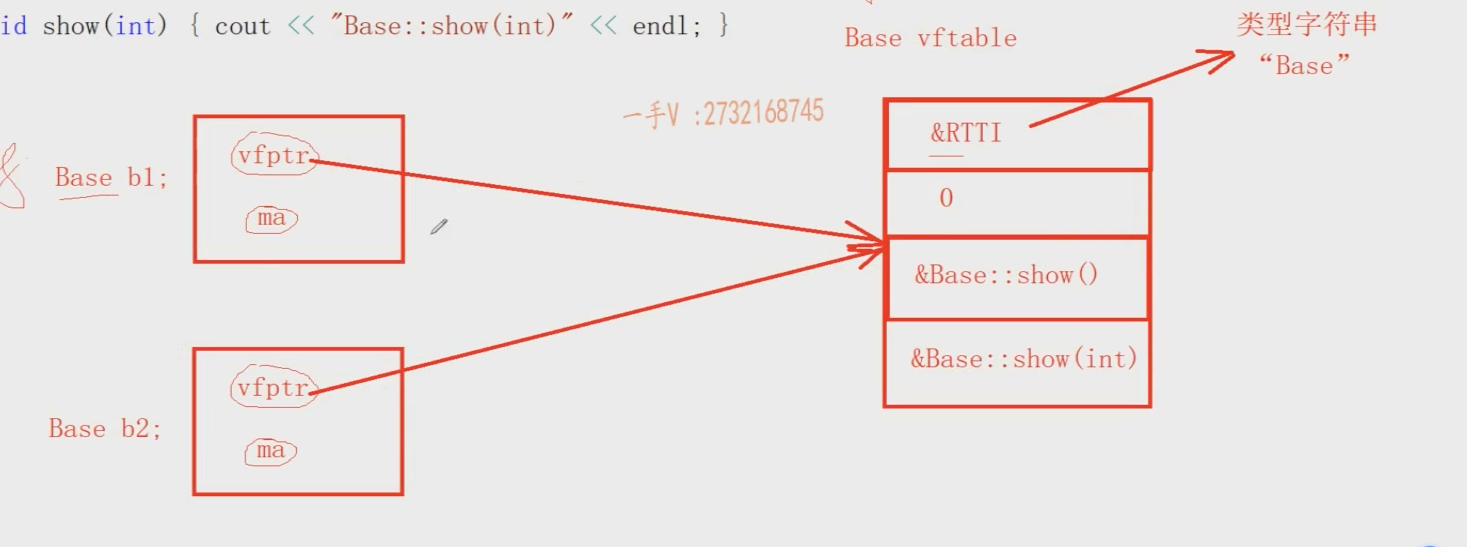 id show(int) { cout << "Base::show(int)" << endl; }
Base vftable
类型字符串
“Base”
一手V :2732168745
&RTTI
vfptr
Base b1;
0
ma
&Base::show()
&Base::show(int)
vfptr
Base b2;
ma